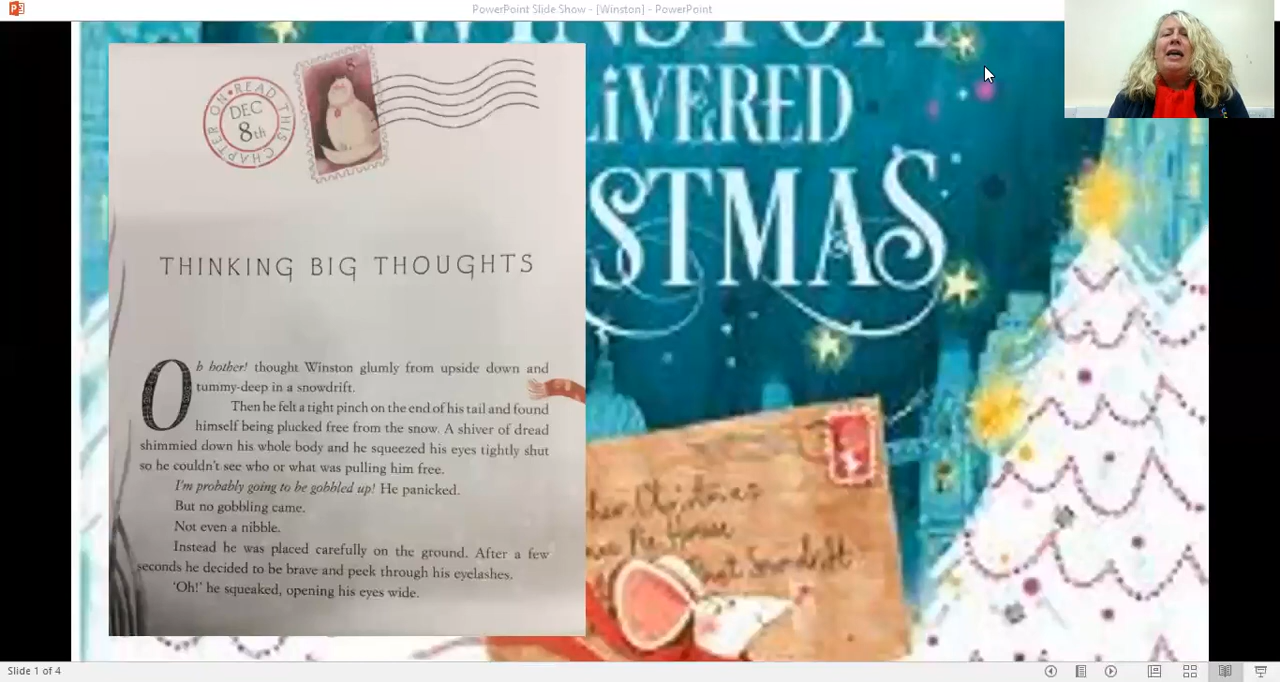 PowerPoint Slide Show - [Winston] - PowerPoint
WINSTON
LiVERED
STMAS
READ THIS CHAPTER ON
DEC
8th
THINKING BIG THOUGHTS
Oh bother! thought Winston glumly from upside down and
tummy-deep in a snowdrift.
Then he felt a tight pinch on the end of his tail and found
himself being plucked free from the snow. A shiver of dread
shimmied down his whole body and he squeezed his eyes tightly shut
so he couldn't see who or what was pulling him free.
I'm probably going to be gobbled up! He panicked.
But no gobbling came.
Not even a nibble.
Instead he was placed carefully on the ground. After a few
seconds he decided to be brave and peek through his eyelashes.
'Oh!' he squeaked, opening his eyes wide.
Christmas
House
Slide 1 of 4